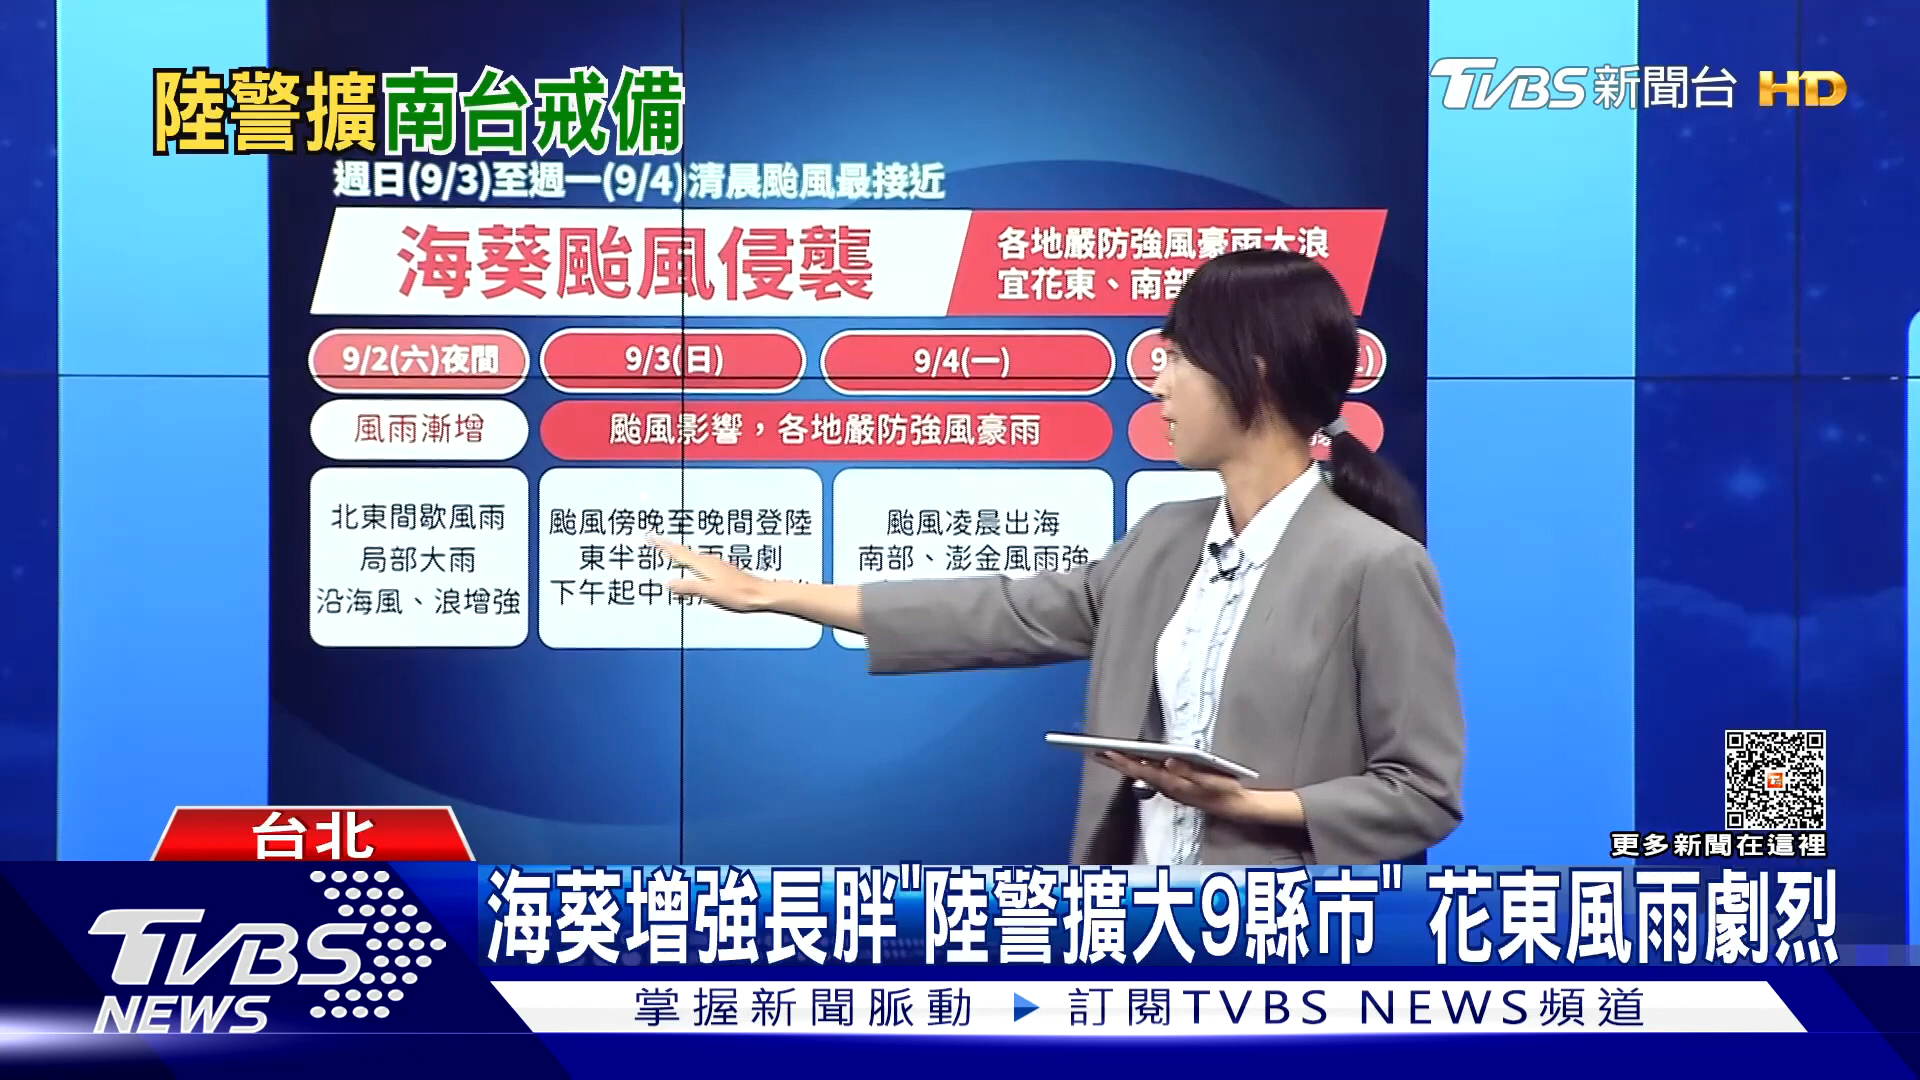 陸警擴南台戒備
TVBS新聞台 HD
週日(9/3)至週一(9/4)清晨颱風最接近
海葵颱風侵襲
各地嚴防強風豪雨大浪
宜花東、南部
9/2(六)夜間
9/3(日)
9/4(一)
風雨漸增
颱風影響，各地嚴防強風豪雨
北東間歇風雨
局部大雨
沿海風、浪增強
颱風傍晚至晚間登陸
東半部風雨最劇
下午起中南
颱風凌晨出海
南部、澎金風雨強
更多新聞在這裡
台北
海葵增強長胖"陸警擴大9縣市" 花東風雨劇烈
TVBS
NEWS
掌握新聞脈動 ▶ 訂閱TVBS NEWS頻道